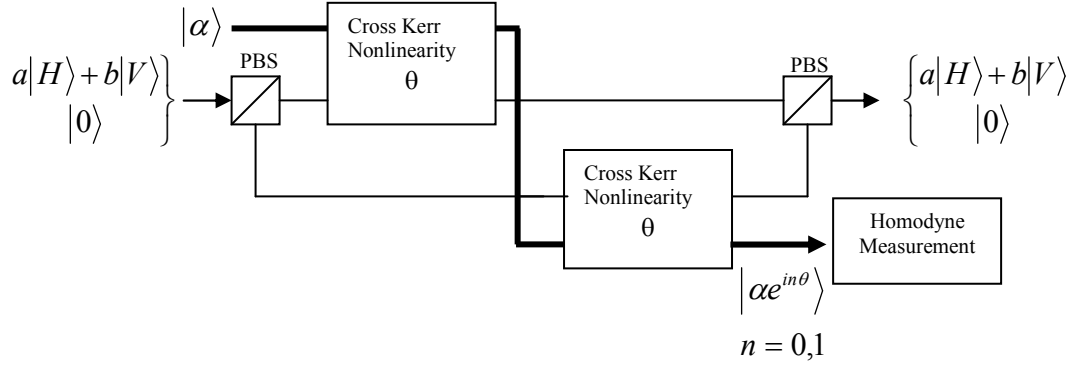 |α⟩
Cross Kerr
Nonlinearity
θ
PBS
PBS
a|H⟩ + b|V⟩
|0⟩
a|H⟩ + b|V⟩
|0⟩
Cross Kerr
Nonlinearity
θ
Homodyne
Measurement
|αe^{inθ}⟩
n = 0,1